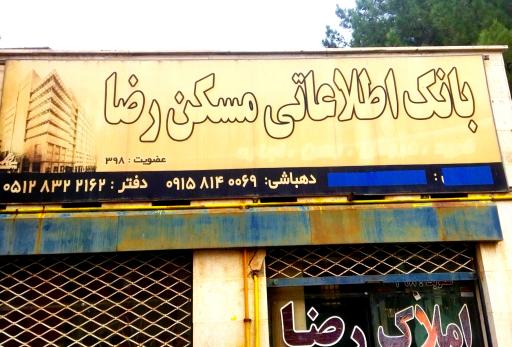 بانک اطلاعاتی مسکن رضا
عضویت : ۳۹۸
دهباشی: ۰۹۱۵ ۸۱۴ ۰۰۶۹ دفتر : ۰۵۱۲ ۸۳۲ ۲۱۶۲
املاک رضا